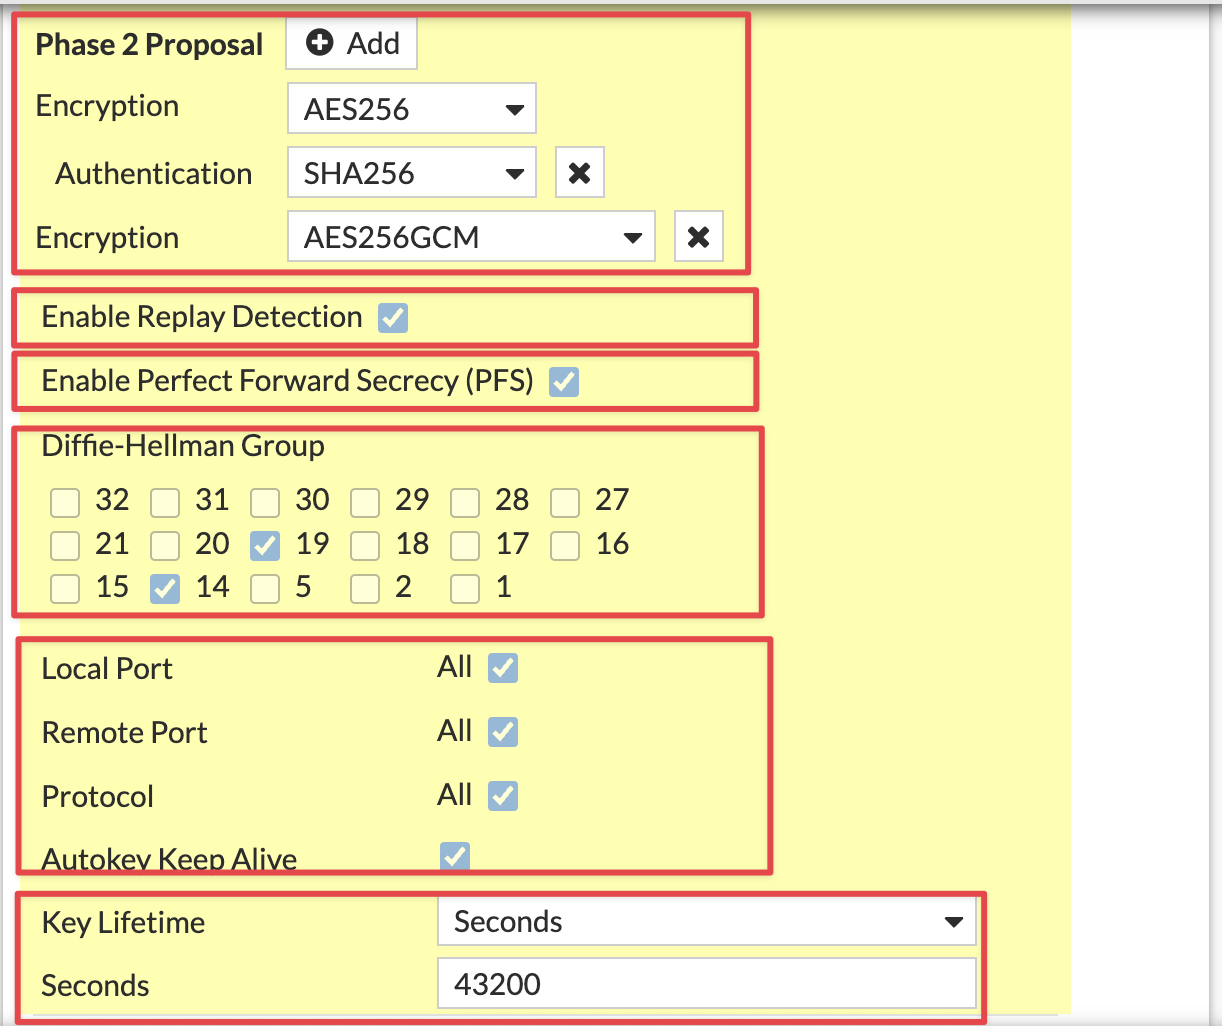 Phase 2 Proposal Add
Encryption AES256
Authentication SHA256
Encryption AES256GCM
Enable Replay Detection
Enable Perfect Forward Secrecy (PFS)
Diffie-Hellman Group
32 31 30 29 28 27
21 20 19 18 17 16
15 14 5 2 1
Local Port All
Remote Port All
Protocol All
Autokey Keep Alive
Key Lifetime Seconds
Seconds 43200